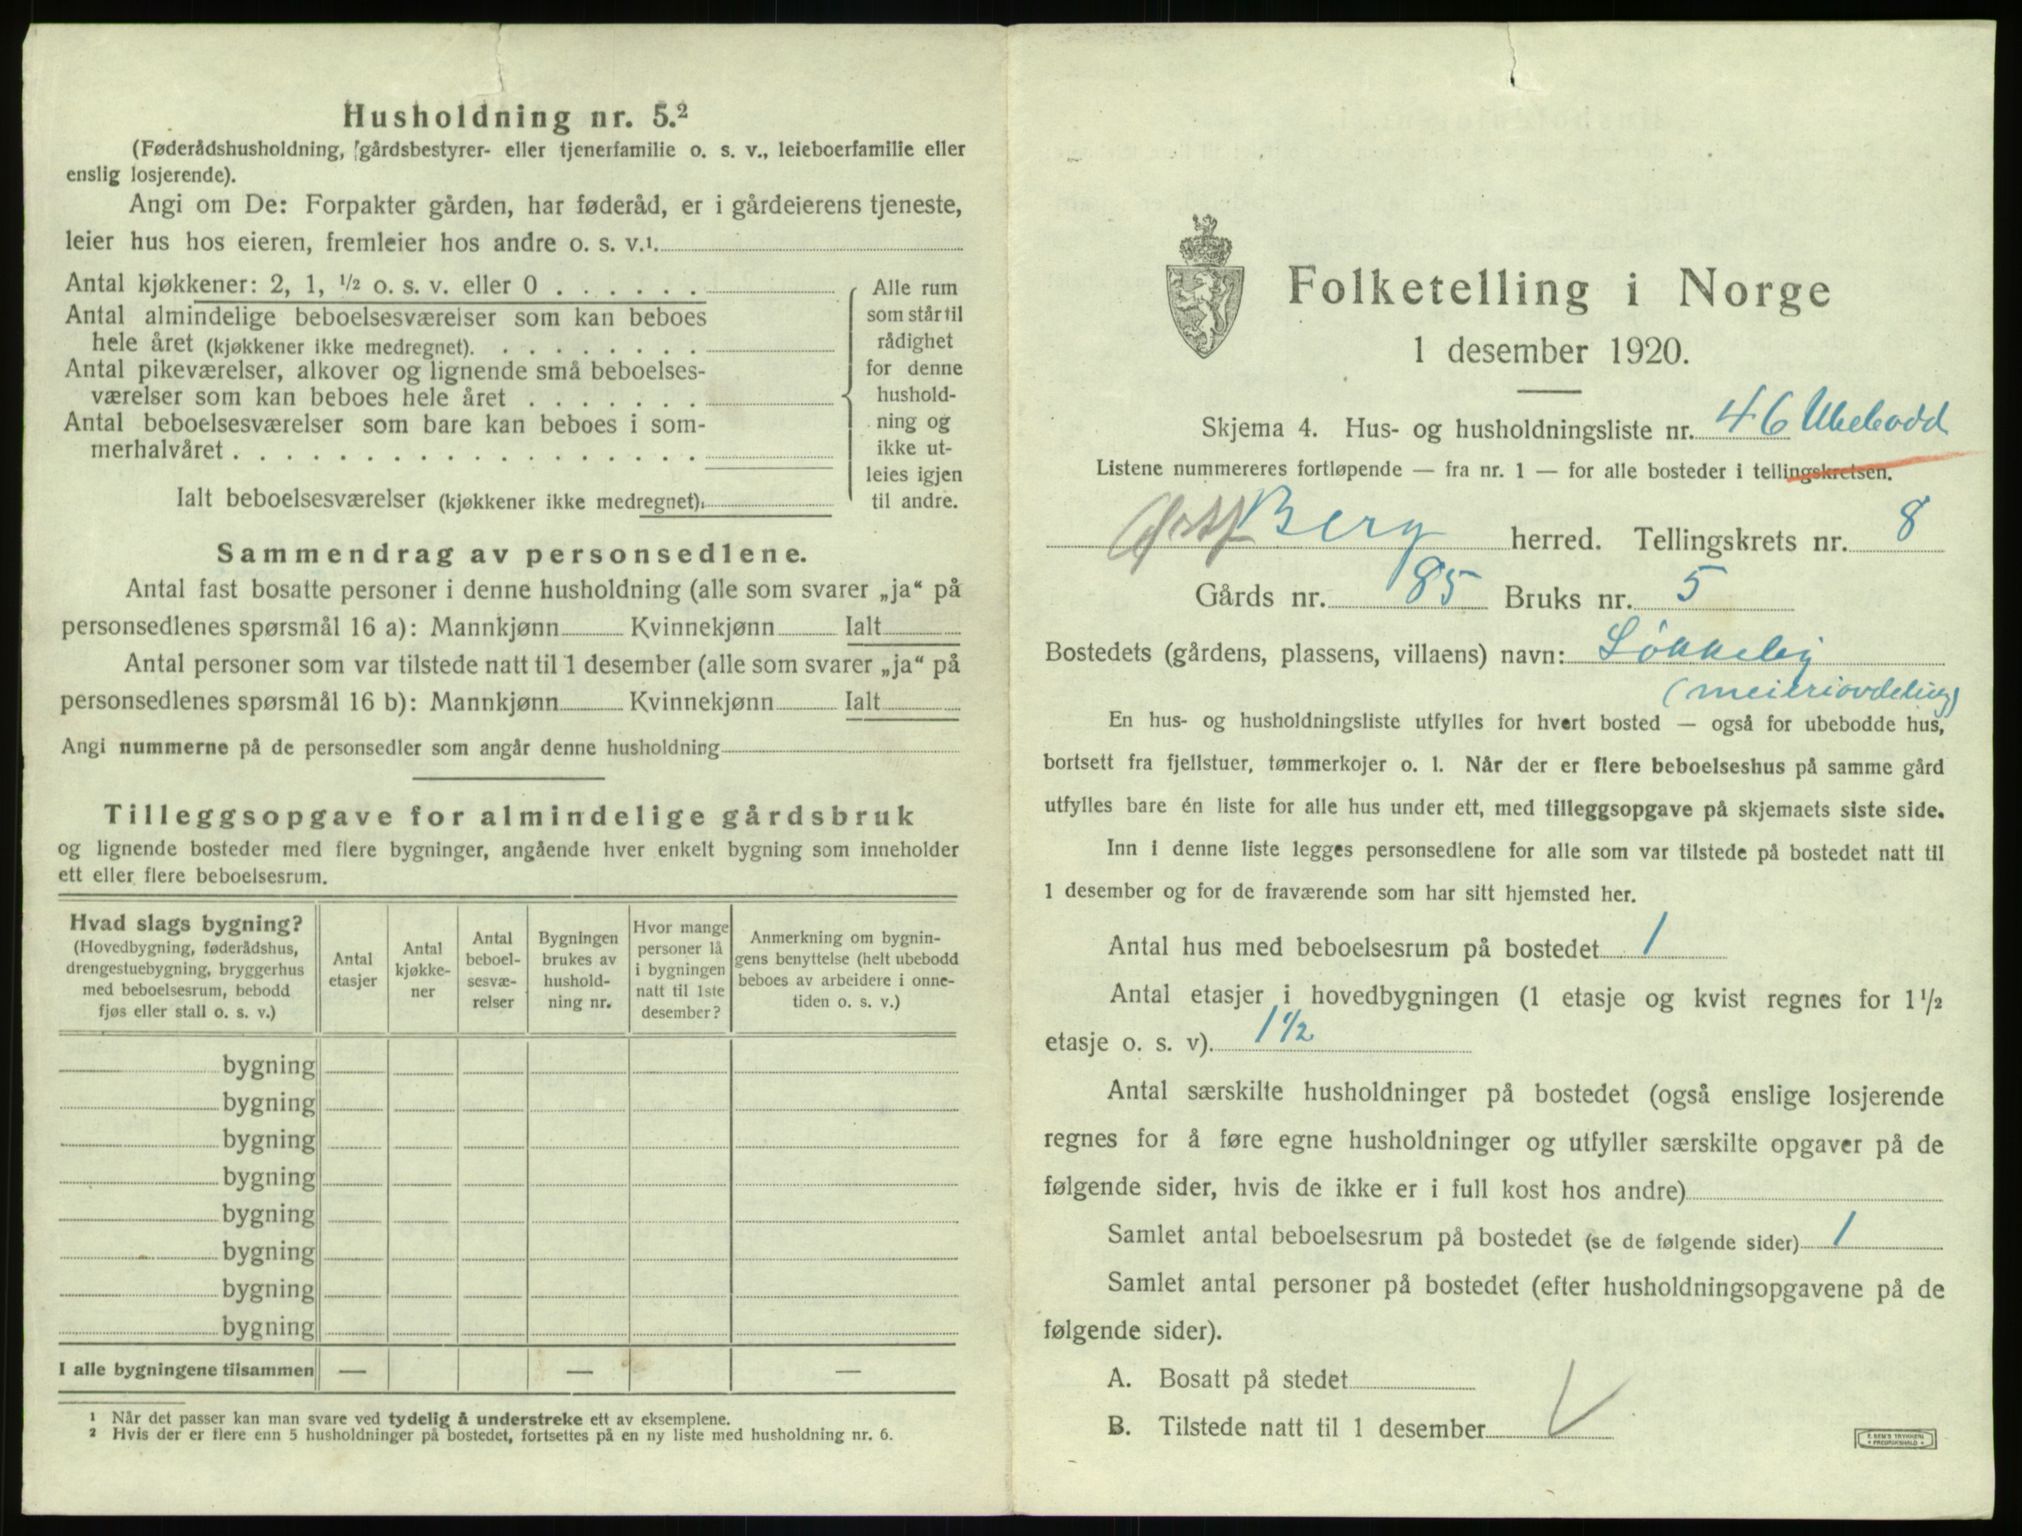 Husholdning nr. 5.²
(Føderådshusholdning, gårdsbestyrer- eller tjenerfamilie o. s. v., leieboerfamilie eller
enslig losjerende).
Angi om De: Forpakter gården, har føderåd, er i gårdeierens tjeneste,
leier hus hos eieren, fremleier hos andre o. s. v.¹
Antal kjøkkener: 2, 1, ½ o. s. v. eller 0 . . . . . .
Antal almindelige beboelsesværelser som kan beboes
hele året (kjøkkener ikke medregnet). . . . . . . . .
Antal pikeværelser, alkover og lignende små beboelses-
værelser som kan beboes hele året . . . . . . .
Antal beboelsesværelser som bare kan beboes i som-
merhalvåret . . . . . . . . . . . . . . . . . .
Ialt beboelsesværelser (kjøkkener ikke medregnet)
Alle rum
som står til
rådighet
for denne
hushold-
ning og
ikke ut-
leies igjen
til andre.
Sammendrag av personsedlene.
Antal fast bosatte personer i denne husholdning (alle som svarer „ja“ på
personsedlenes spørsmål 16 a): Mannkjønn Kvinnekjønn Ialt
Antal personer som var tilstede natt til 1 desember (alle som svarer „ja“ på
personsedlenes spørsmål 16 b): Mannkjønn Kvinnekjønn Ialt
Angi nummerne på de personsedler som angår denne husholdning
Tilleggsopgave for almindelige gårdsbruk
og lignende bosteder med flere bygninger, angående hver enkelt bygning som inneholder
ett eller flere beboelsesrum.
Hvad slags bygning?
(Hovedbygning, føderådshus,
drengestuebygning, bryggerhus
med beboelsesrum, bebodd
fjøs eller stall o. s. v.)
Antal
etasjer
Antal
kjøkke-
ner
Antal
beboel-
sesvæ-
relser
Bygningen
brukes av
hushold-
ning nr.
Hvor mange
personer lå
i bygningen
natt til 1ste
desember?
Anmerkning om bygnin-
gens benyttelse (helt ubebodd
beboes av arbeidere i onne-
tiden o. s. v.)
bygning
bygning
bygning
bygning
bygning
bygning
bygning
bygning
I alle bygningene tilsammen — — —
1 Når det passer kan man svare ved tydelig å understreke ett av eksemplene.
2 Hvis der er flere enn 5 husholdninger på bostedet, fortsettes på en ny liste med husholdning nr. 6.
Folketelling i Norge
1 desember 1920.
Skjema 4. Hus- og husholdningsliste nr. 46 Ubebodd
Listene nummereres fortløpende — fra nr. 1 — for alle bosteder i tellingskretsen.
Østf Berg herred. Tellingskrets nr. 8
Gårds nr. 85 Bruks nr. 5
Bostedets (gårdens, plassens, villaens) navn: Løkkeby
(meieriavdeling)
En hus- og husholdningsliste utfylles for hvert bosted — også for ubebodde hus,
bortsett fra fjellstuer, tømmerkojer o. l. Når der er flere beboelseshus på samme gård
utfylles bare én liste for alle hus under ett, med tilleggsopgave på skjemaets siste side.
Inn i denne liste legges personsedlene for alle som var tilstede på bostedet natt til
1 desember og for de fraværende som har sitt hjemsted her.
Antal hus med beboelsesrum på bostedet 1
Antal etasjer i hovedbygningen (1 etasje og kvist regnes for 1½
etasje o. s. v). 1½
Antal særskilte husholdninger på bostedet (også enslige losjerende
regnes for å føre egne husholdninger og utfyller særskilte opgaver på de
følgende sider, hvis de ikke er i full kost hos andre)
Samlet antal beboelsesrum på bostedet (se de følgende sider) 1
Samlet antal personer på bostedet (efter husholdningsopgavene på de
følgende sider).
A. Bosatt på stedet
B. Tilstede natt til 1 desember
E. SEM'S TRYKKERI
FREDRIKSHALD